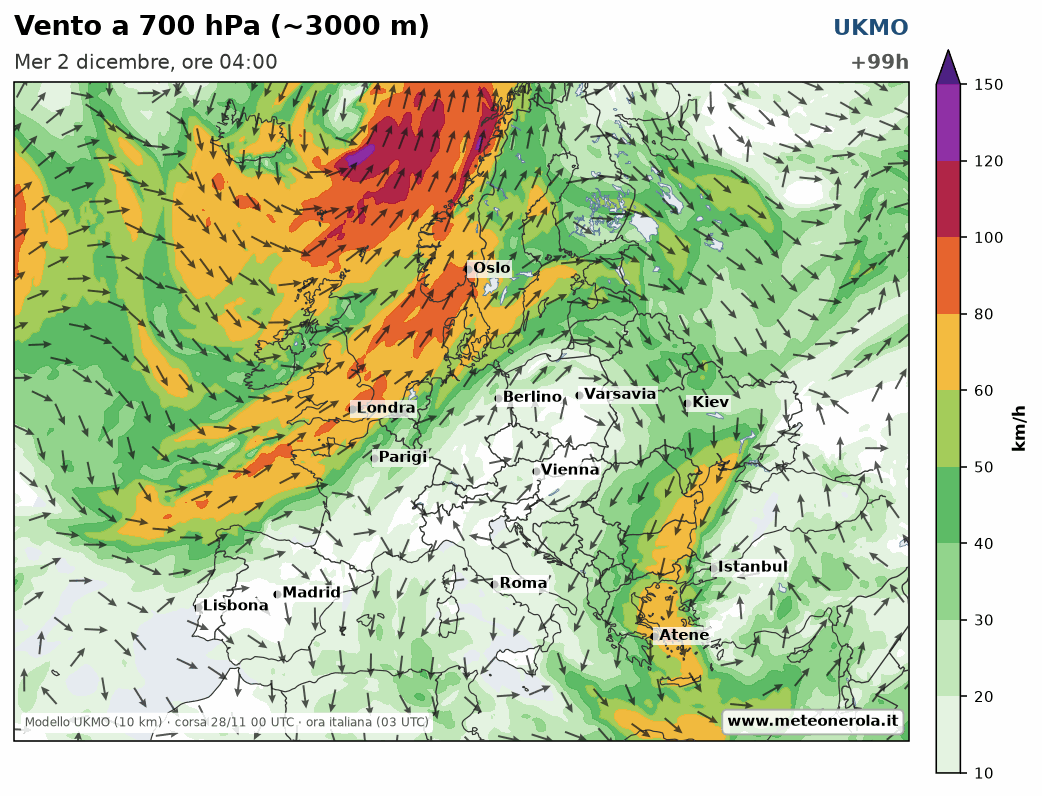 Vento a 700 hPa (~3000 m)
UKMO
Mer 2 dicembre, ore 04:00
+99h
150
120
100
80
60
50
40
30
20
10
km/h
Oslo
Londra
Berlino
Varsavia
Kiev
Parigi
Vienna
Istanbul
Roma
Madrid
Lisbona
Atene
Modello UKMO (10 km) · corsa 28/11 00 UTC · ora italiana (03 UTC)
www.meteonerola.it